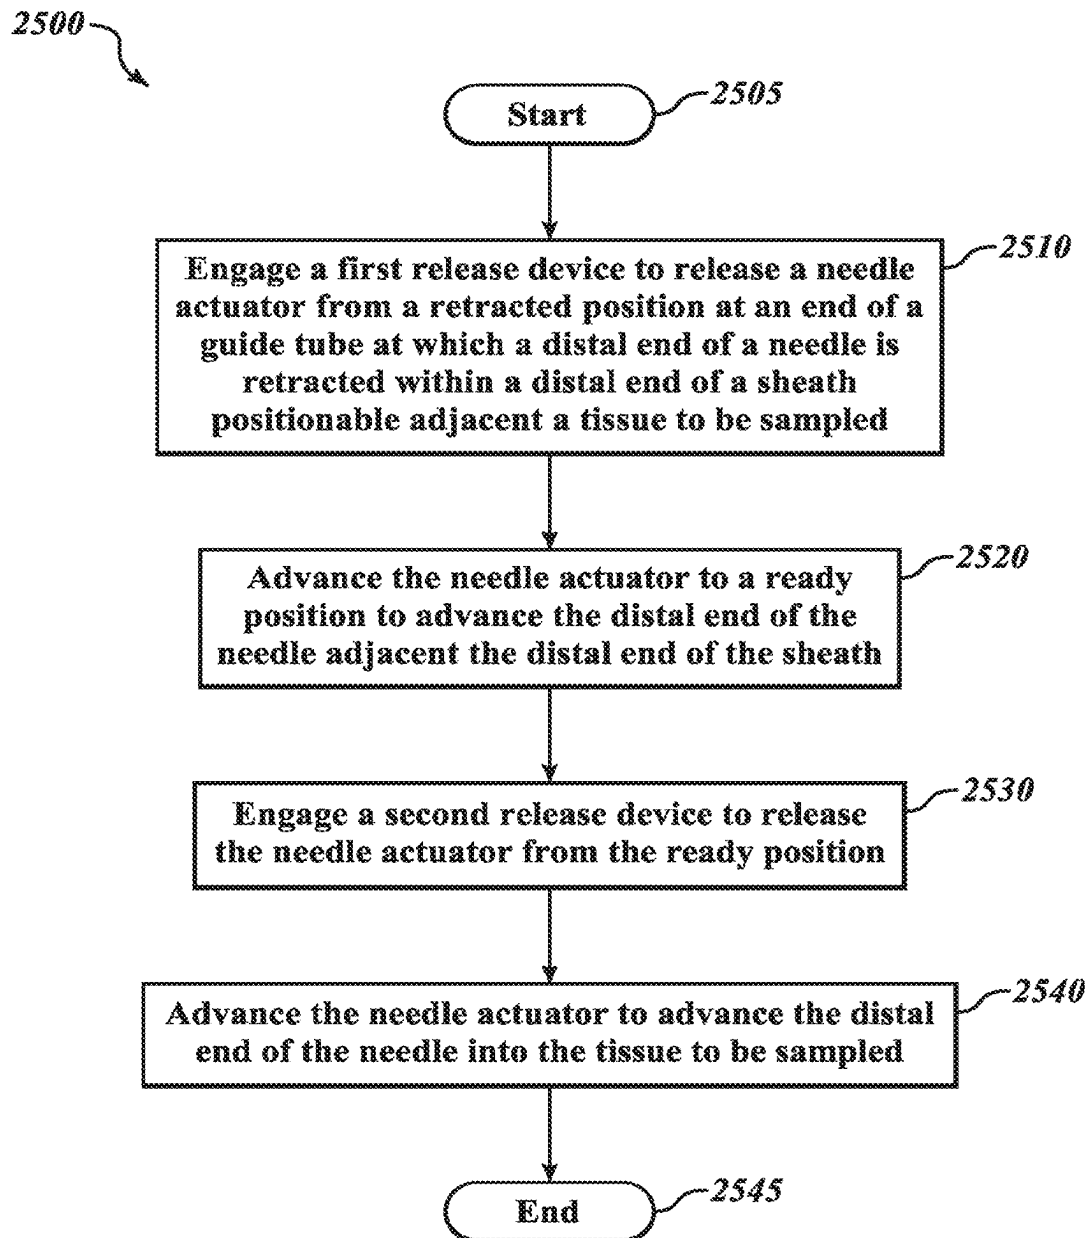 2500
Start
2505
Engage a first release device to release a needle
actuator from a retracted position at an end of a
guide tube at which a distal end of a needle is
retracted within a distal end of a sheath
positionable adjacent a tissue to be sampled
2510
Advance the needle actuator to a ready
position to advance the distal end of the
needle adjacent the distal end of the sheath
2520
Engage a second release device to release
the needle actuator from the ready position
2530
Advance the needle actuator to advance the distal
end of the needle into the tissue to be sampled
2540
End
2545